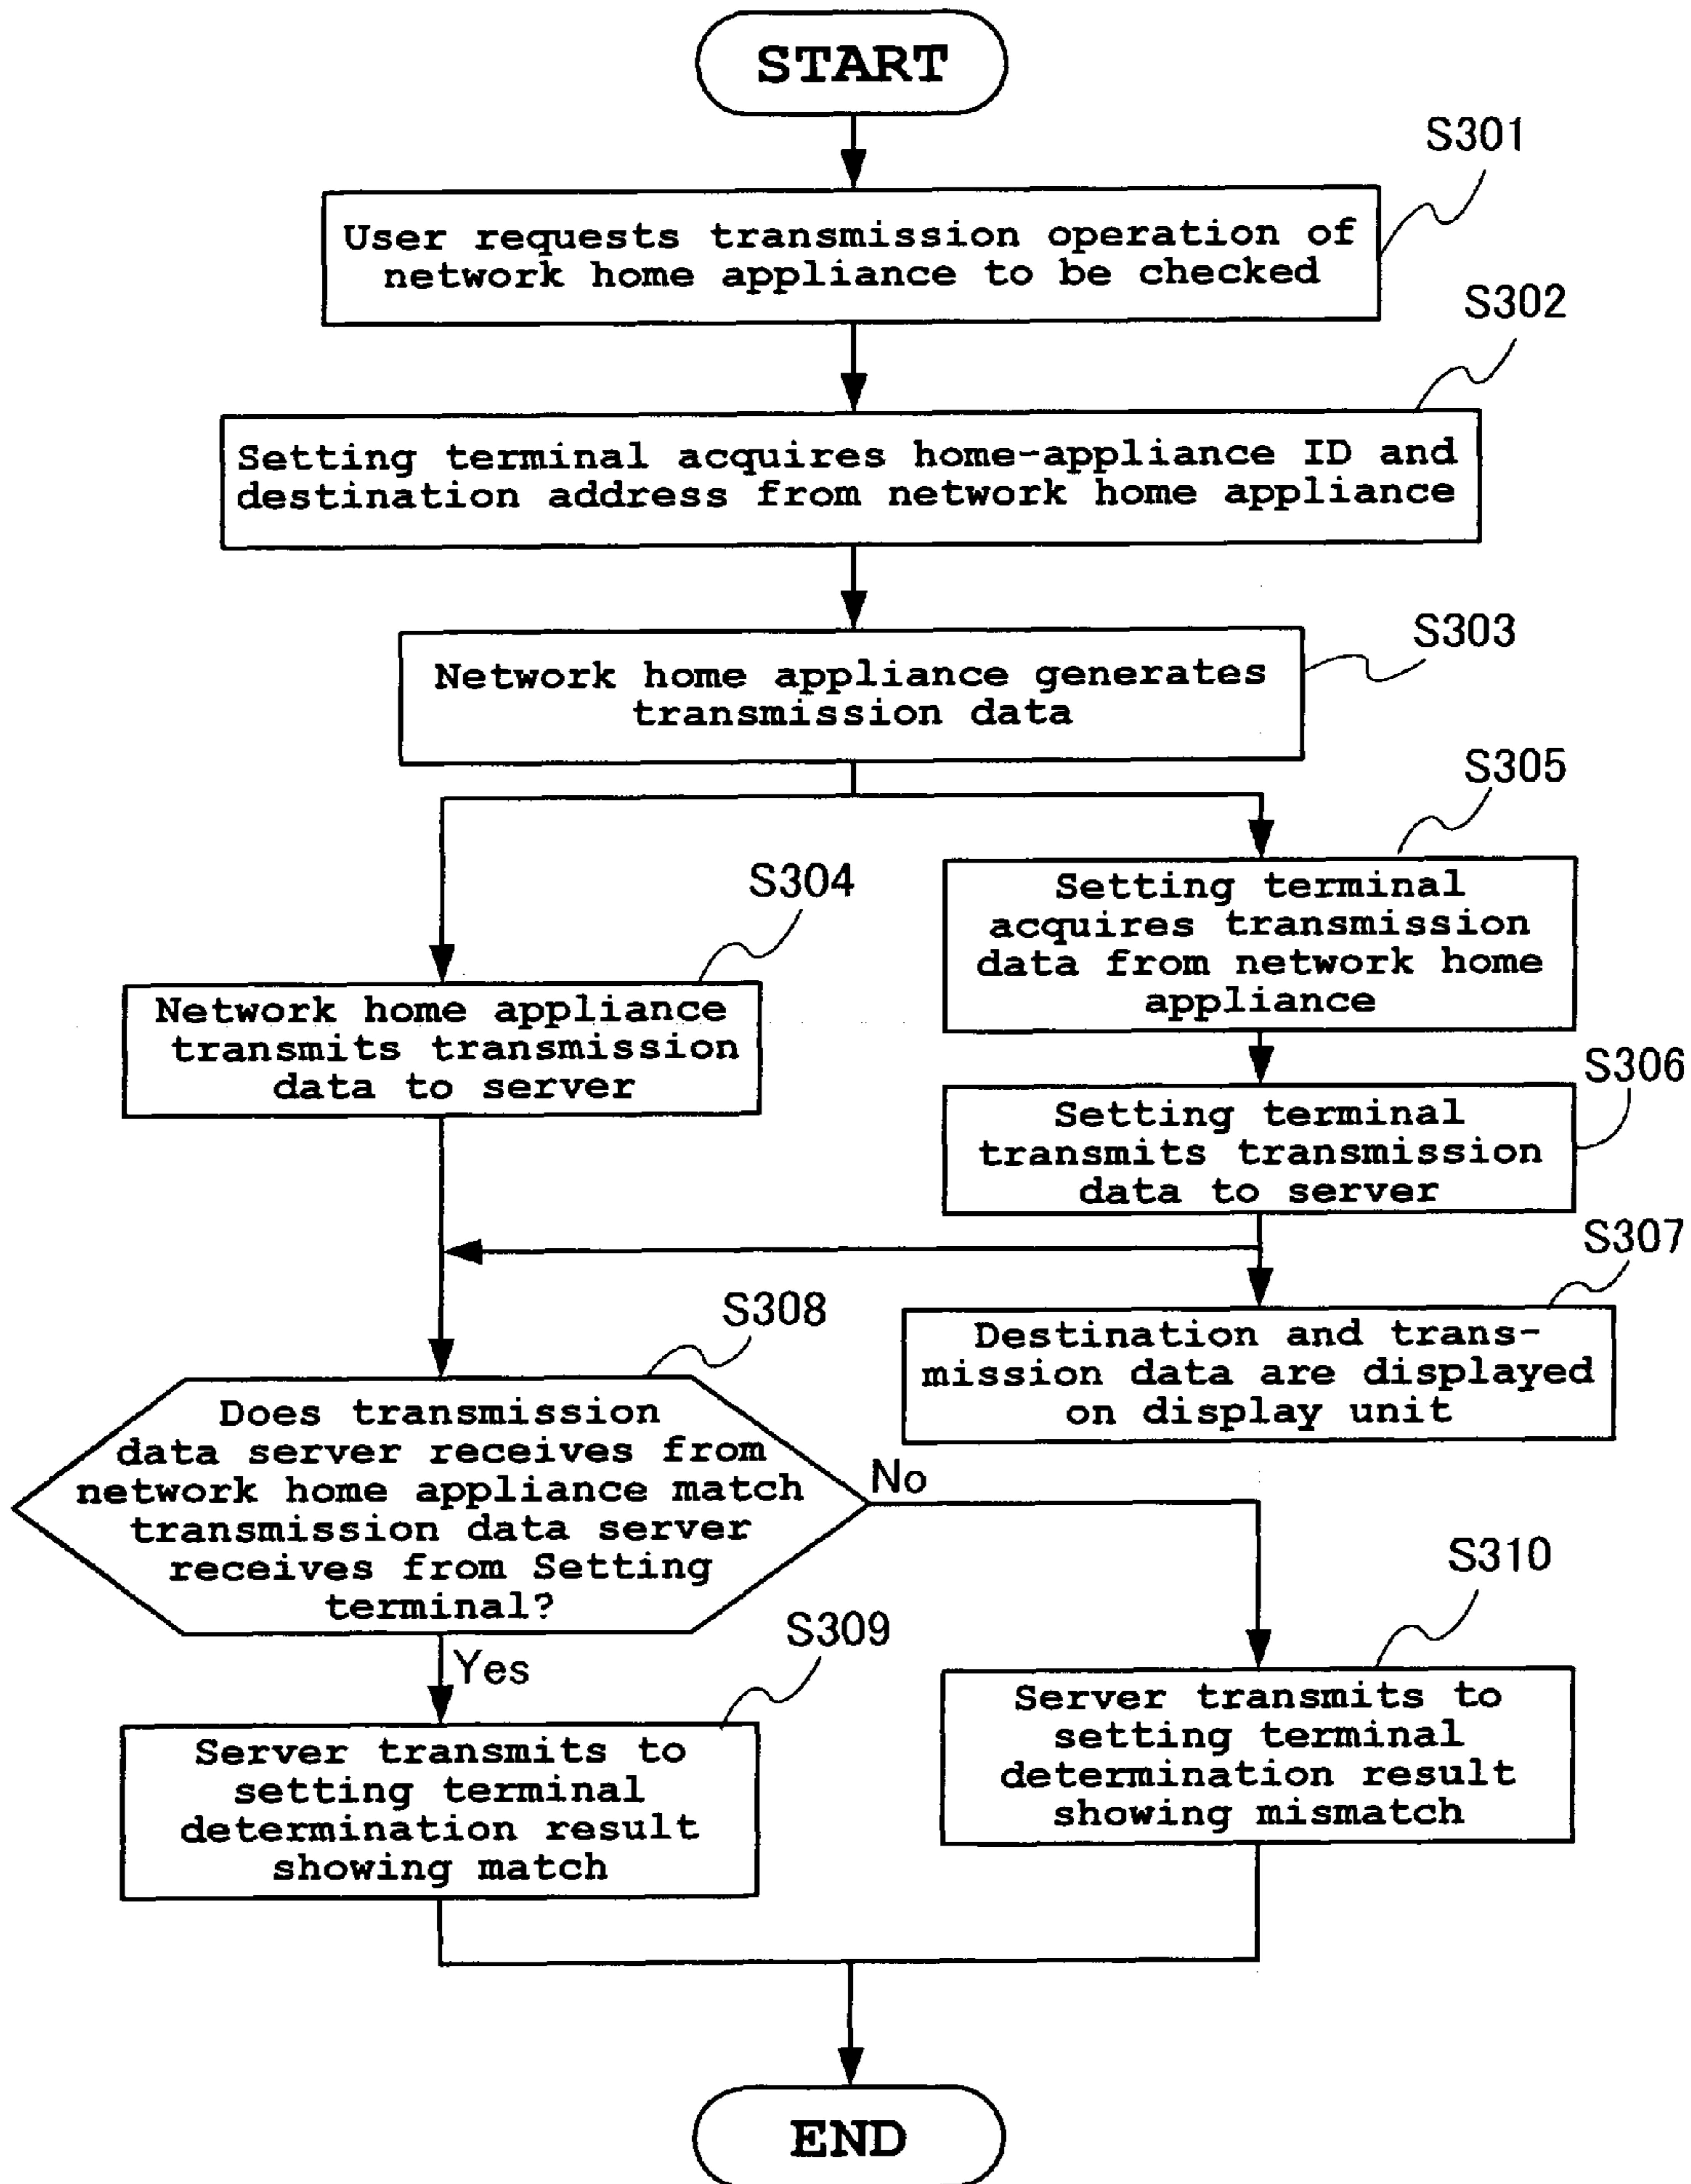 START
S301
User requests transmission operation of
network home appliance to be checked
S302
Setting terminal acquires home-appliance ID and
destination address from network home appliance
S303
Network home appliance generates
transmission data
S305
Setting terminal
acquires transmission
data from network home
appliance
S304
Network home appliance
transmits transmission
data to server
S306
Setting terminal
transmits transmission
data to server
S307
Destination and trans-
mission data are displayed
on display unit
S308
Does transmission
data server receives from
network home appliance match
transmission data server
receives from Setting
terminal?
No
Yes
S309
Server transmits to
setting terminal
determination result
showing match
S310
Server transmits to
setting terminal
determination result
showing mismatch
END